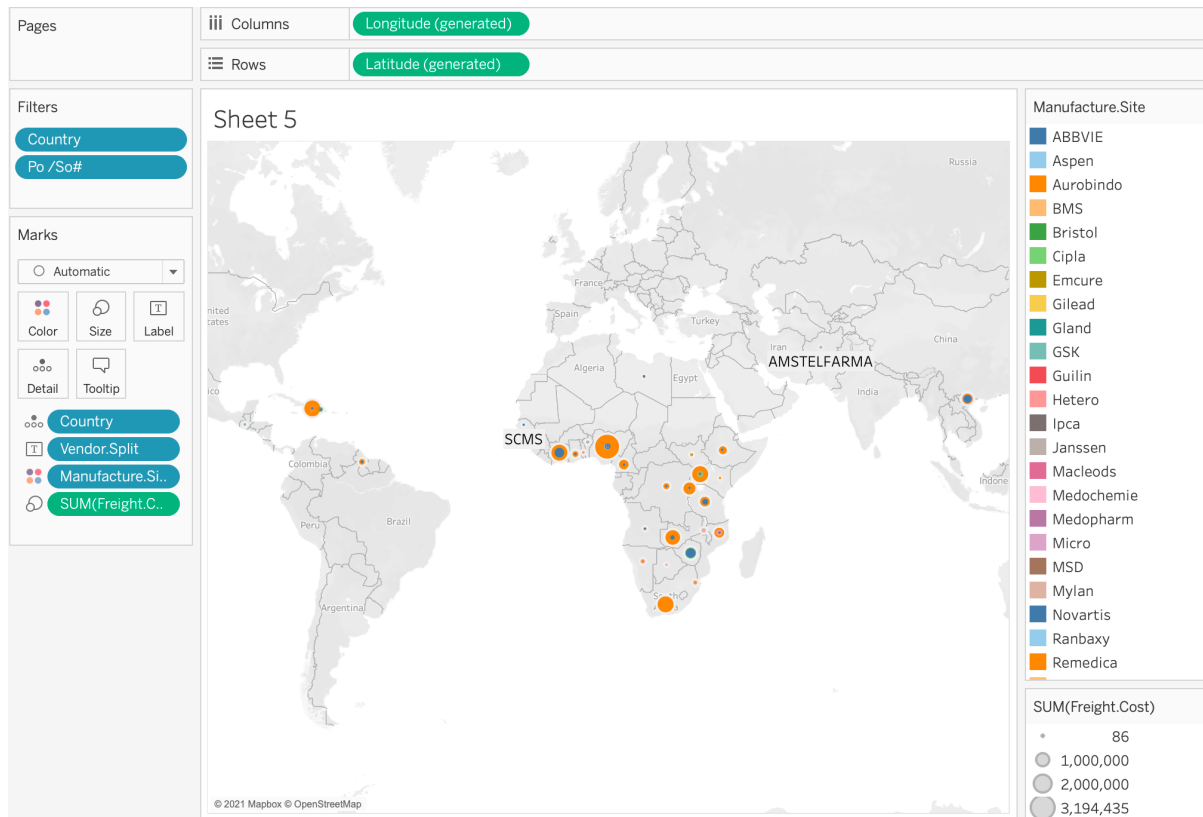 Pages
Columns
Longitude (generated)
Rows
Latitude (generated)
Filters
Country
Po /So#
Marks
Automatic
Color
Size
Label
Detail
Tooltip
Country
Vendor.Split
Manufacture.Si..
SUM(Freight.C..
Sheet 5
Russia
France
Spain
Turkey
Iran
China
Algeria
Egypt
India
AMSTELFARMA
SCMS
Colombia
Peru
Brazil
Argentina
© 2021 Mapbox © OpenStreetMap
Manufacture.Site
ABBVIE
Aspen
Aurobindo
BMS
Bristol
Cipla
Emcure
Gilead
Gland
GSK
Guilin
Hetero
Ipca
Janssen
Macleods
Medochemie
Medopharm
Micro
MSD
Mylan
Novartis
Ranbaxy
Remedica
SUM(Freight.Cost)
86
1,000,000
2,000,000
3,194,435